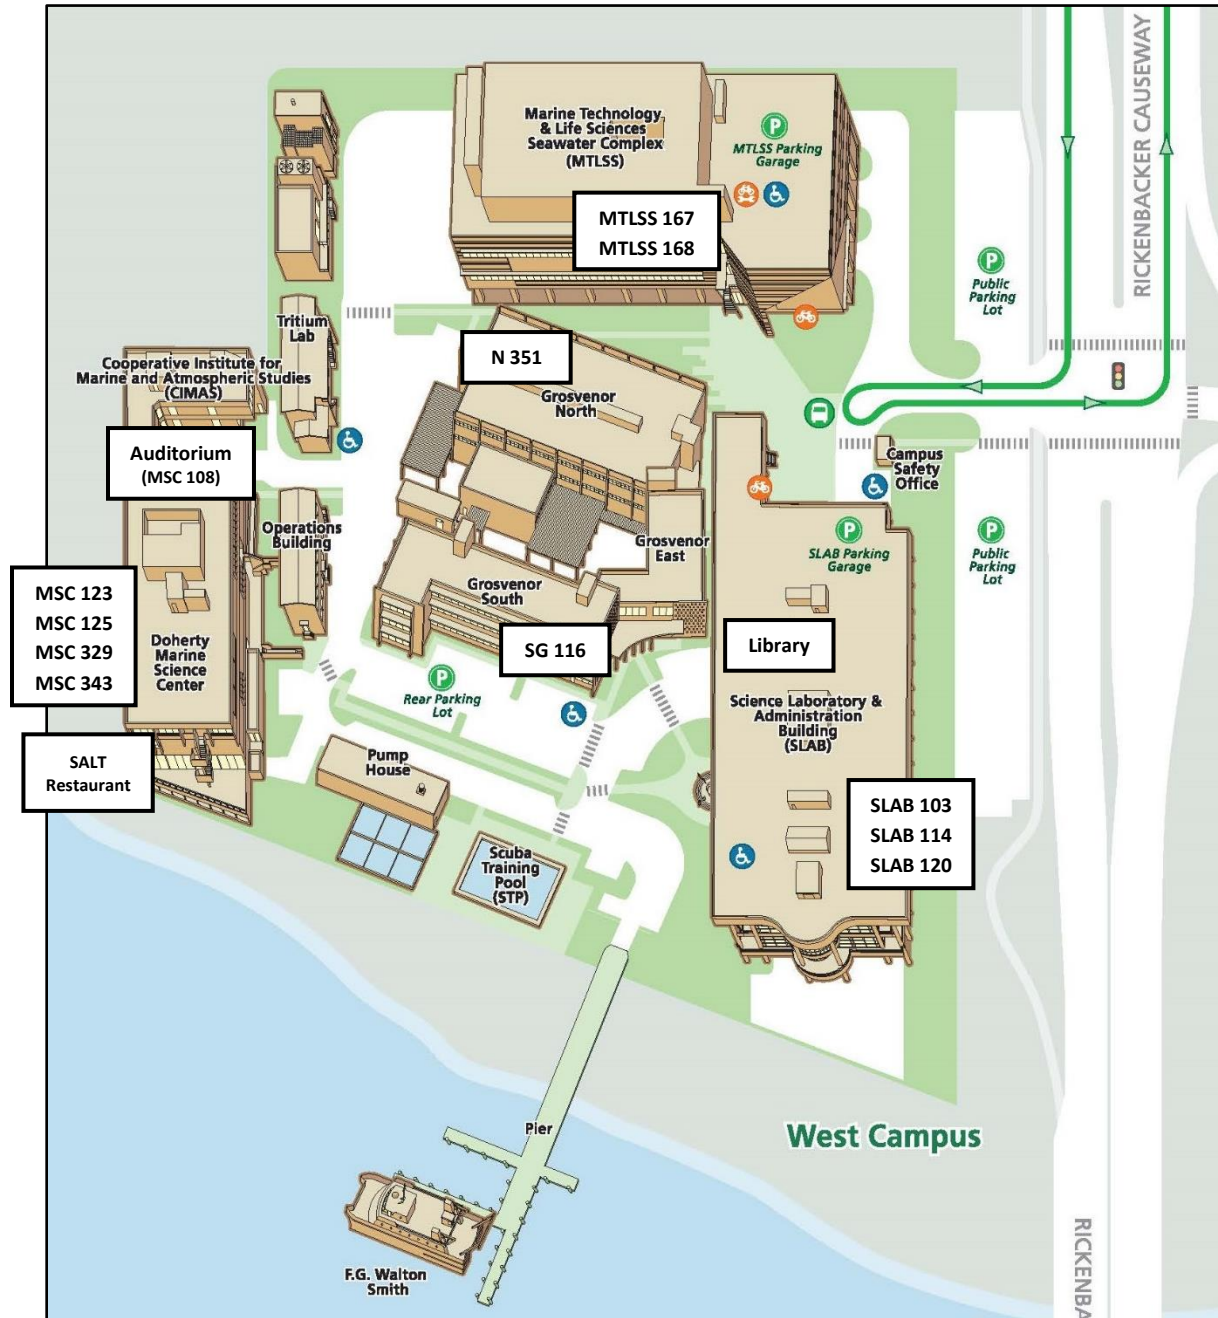 Marine Technology
& Life Sciences
Seawater Complex
(MTLSS)
P
MTLSS Parking
Garage
MTLSS 167
MTLSS 168
RICKENBACKER CAUSEWAY
P
Public
Parking
Lot
Tritium
Lab
Cooperative Institute for
Marine and Atmospheric Studies
(CIMAS)
N 351
Grosvenor
North
Auditorium
(MSC 108)
Campus
Safety
Office
Operations
Building
Grosvenor
East
P
SLAB Parking
Garage
P
Public
Parking
Lot
MSC 123
MSC 125
MSC 329
MSC 343
Doherty
Marine
Science
Center
Grosvenor
South
SG 116
Library
P
Rear Parking
Lot
Science Laboratory &
Administration
Building
(SLAB)
SALT
Restaurant
Pump
House
SLAB 103
SLAB 114
SLAB 120
Scuba
Training
Pool
(STP)
Pier
West Campus
F.G. Walton
Smith
RICKENBA